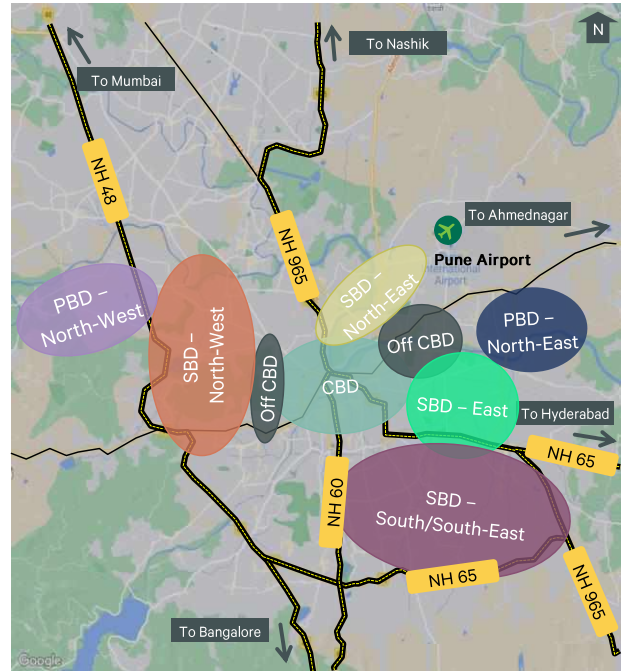 N
To Nashik
To Mumbai
NH 48
To Ahmednagar
NH 965
Pune Airport
International
Airport
SBD –
North-East
PBD –
North-West
SBD –
North-West
Off CBD
CBD
Off CBD
PBD –
North-East
SBD – East
To Hyderabad
NH 65
NH 60
SBD –
South/South-East
NH 65
NH 965
To Bangalore
Google